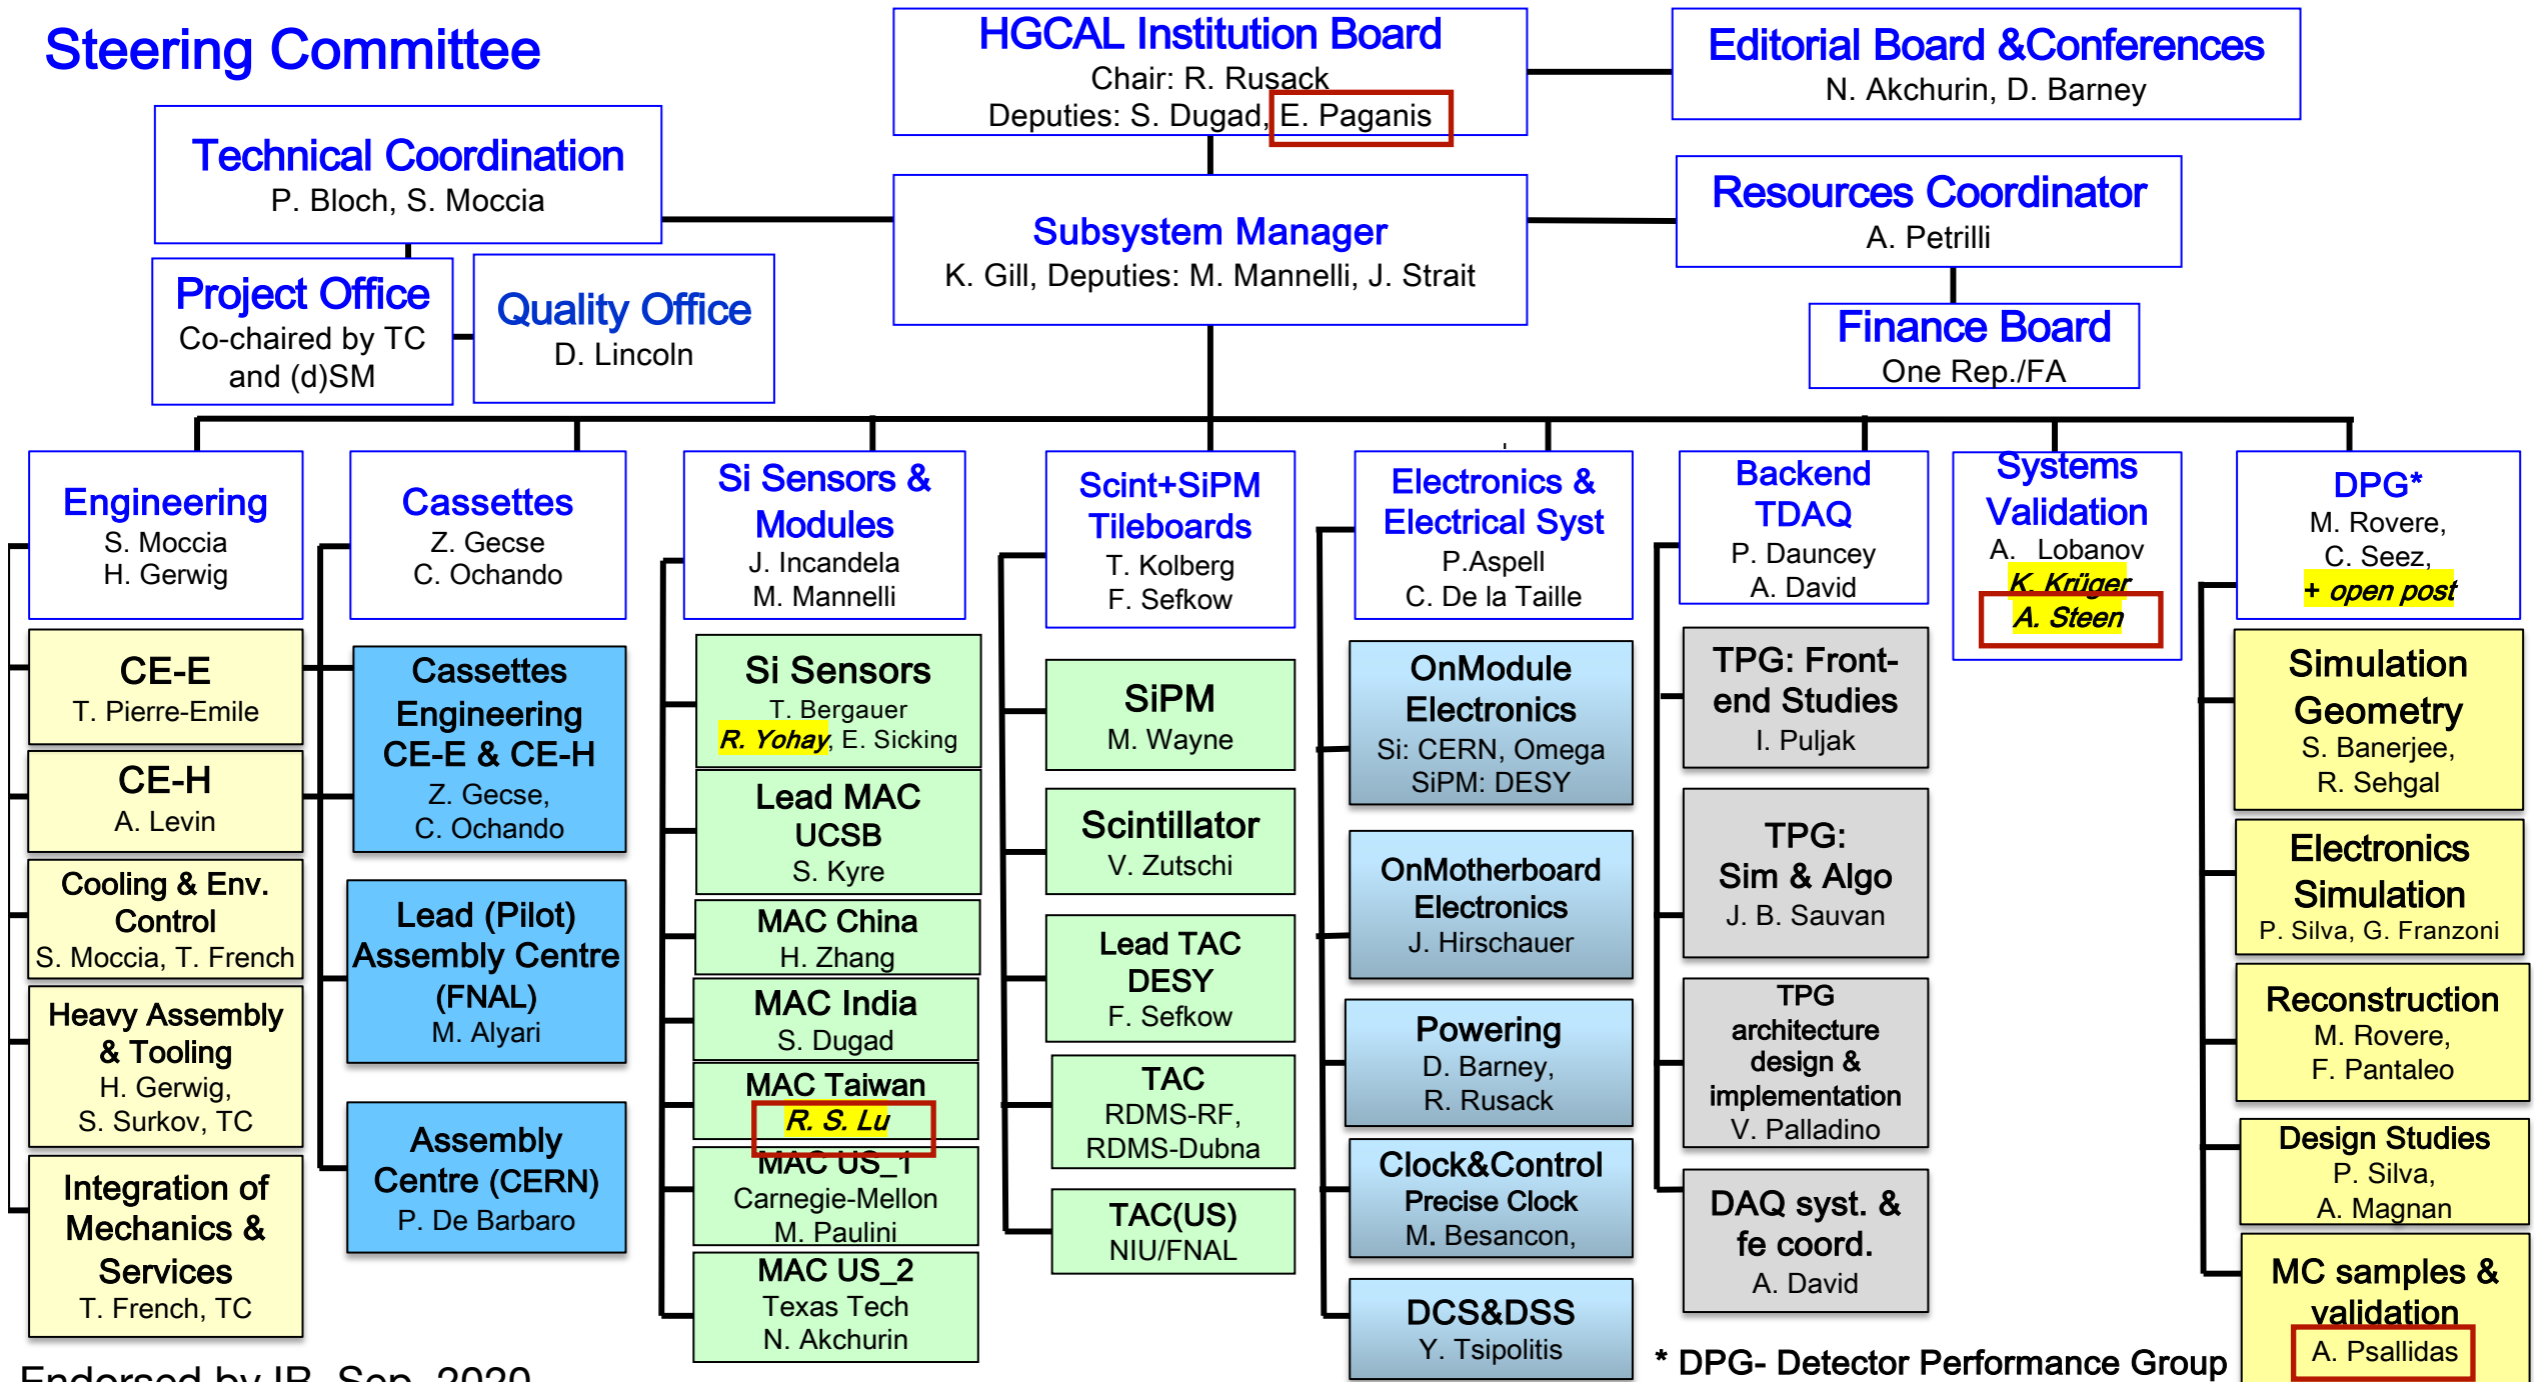 Steering Committee
HGCAL Institution Board
Chair: R. Rusack
Deputies: S. Dugad, E. Paganis
Editorial Board &Conferences
N. Akchurin, D. Barney
Technical Coordination
P. Bloch, S. Moccia
Subsystem Manager
K. Gill, Deputies: M. Mannelli, J. Strait
Resources Coordinator
A. Petrilli
Project Office
Co-chaired by TC
and (d)SM
Quality Office
D. Lincoln
Finance Board
One Rep./FA
Engineering
S. Moccia
H. Gerwig
CE-E
T. Pierre-Emile
CE-H
A. Levin
Cooling & Env.
Control
S. Moccia, T. French
Heavy Assembly
& Tooling
H. Gerwig,
S. Surkov, TC
Integration of
Mechanics &
Services
T. French, TC
Cassettes
Z. Gecse
C. Ochando
Cassettes
Engineering
CE-E & CE-H
Z. Gecse,
C. Ochando
Lead (Pilot)
Assembly Centre
(FNAL)
M. Alyari
Assembly
Centre (CERN)
P. De Barbaro
Si Sensors &
Modules
J. Incandela
M. Mannelli
Si Sensors
T. Bergauer
R. Yohay, E. Sicking
Lead MAC
UCSB
S. Kyre
MAC China
H. Zhang
MAC India
S. Dugad
MAC Taiwan
R. S. Lu
MAC US_1
Carnegie-Mellon
M. Paulini
MAC US_2
Texas Tech
N. Akchurin
Scint+SiPM
Tileboards
T. Kolberg
F. Sefkow
SiPM
M. Wayne
Scintillator
V. Zutschi
Lead TAC
DESY
F. Sefkow
TAC
RDMS-RF,
RDMS-Dubna
TAC(US)
NIU/FNAL
Electronics &
Electrical Syst
P.Aspell
C. De la Taille
OnModule
Electronics
Si: CERN, Omega
SiPM: DESY
OnMotherboard
Electronics
J. Hirschauer
Powering
D. Barney,
R. Rusack
Clock&Control
Precise Clock
M. Besancon,
DCS&DSS
Y. Tsipolitis
Backend
TDAQ
P. Dauncey
A. David
TPG: Front-
end Studies
I. Puljak
TPG:
Sim & Algo
J. B. Sauvan
TPG
architecture
design &
implementation
V. Palladino
DAQ syst. &
fe coord.
A. David
Systems
Validation
A. Lobanov
K. Krüger
A. Steen
DPG*
M. Rovere,
C. Seez,
+ open post
Simulation
Geometry
S. Banerjee,
R. Sehgal
Electronics
Simulation
P. Silva, G. Franzoni
Reconstruction
M. Rovere,
F. Pantaleo
Design Studies
P. Silva,
A. Magnan
MC samples &
validation
A. Psallidas
* DPG- Detector Performance Group
Endorsed by IB, Sep. 2020